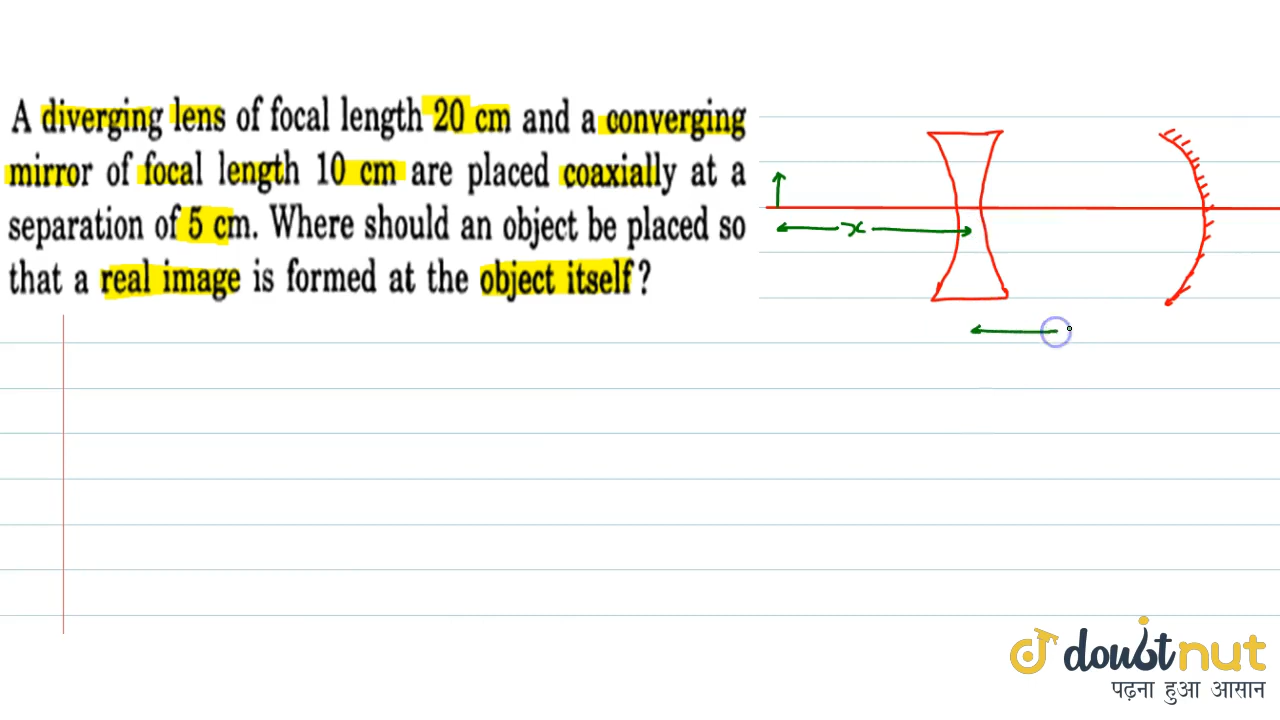 A diverging lens of focal length 20 cm and a converging
mirror of focal length 10 cm are placed coaxially at a
separation of 5 cm. Where should an object be placed so
that a real image is formed at the object itself?
x
doubtnut
पढ़ना हुआ आसान